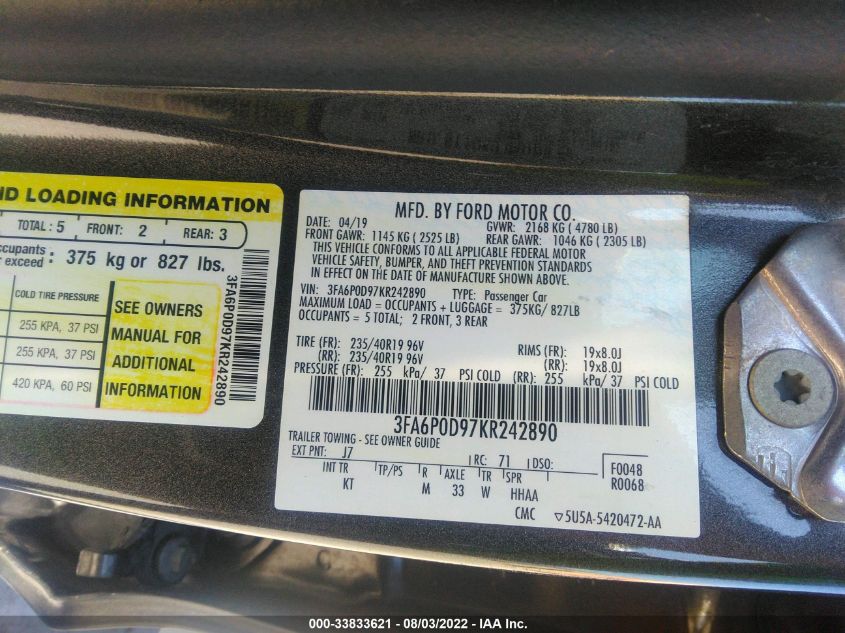 ND LOADING INFORMATION
TOTAL: 5 FRONT: 2 REAR: 3
ccupants
r exceed : 375 kg or 827 lbs.
COLD TIRE PRESSURE
255 KPA, 37 PSI
255 KPA, 37 PSI
420 KPA, 60 PSI
SEE OWNERS
MANUAL FOR
ADDITIONAL
INFORMATION
3FA6P0D97KR242890
MFD. BY FORD MOTOR CO.
DATE: 04/19 GVWR: 2168 KG ( 4780 LB)
FRONT GAWR: 1145 KG ( 2525 LB) REAR GAWR: 1046 KG ( 2305 LB)
THIS VEHICLE CONFORMS TO ALL APPLICABLE FEDERAL MOTOR
VEHICLE SAFETY, BUMPER, AND THEFT PREVENTION STANDARDS
IN EFFECT ON THE DATE OF MANUFACTURE SHOWN ABOVE.
VIN: 3FA6P0D97KR242890 TYPE: Passenger Car
MAXIMUM LOAD = OCCUPANTS + LUGGAGE = 375KG/ 827LB
OCCUPANTS = 5 TOTAL; 2 FRONT, 3 REAR
TIRE (FR): 235/40R19 96V RIMS (FR): 19x8.0J
(RR): 235/40R19 96V (RR): 19x8.0J
PRESSURE (FR): 255 kPa/ 37 PSI COLD (RR): 255 kPa/ 37 PSI COLD
3FA6P0D97KR242890
TRAILER TOWING - SEE OWNER GUIDE
EXT PNT: J7 RC: 71 DSO: F0048
R0068
INT TR TP/PS R AXLE TR SPR
KT M 33 W HHAA
CMC ▽5U5A-5420472-AA
000-33833621 - 08/03/2022 - IAA Inc.